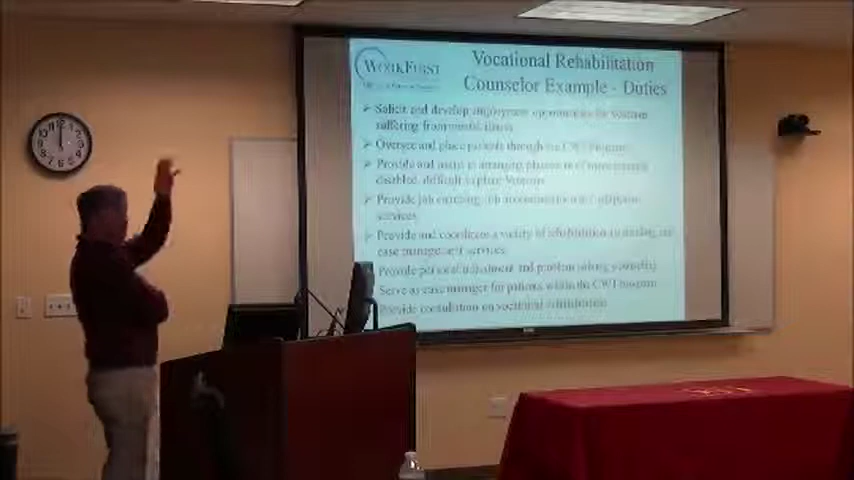 WORKFIRST
Vocational Rehabilitation
Counselor Example - Duties
Solicit and develop employment opportunities for veterans
suffering from mental illness
Oversee and place patients through the CWT Program
Provide and assist in arranging placement of
disabled, difficult to place Veterans
Provide job coaching, job accommodation and
services
Provide and coordinate a variety of rehabilitation counseling and
case management services
Provide personal adjustment and problem solving counseling
Serve as case manager for patients within the CWT program
Provide consultation on vocational rehabilitation